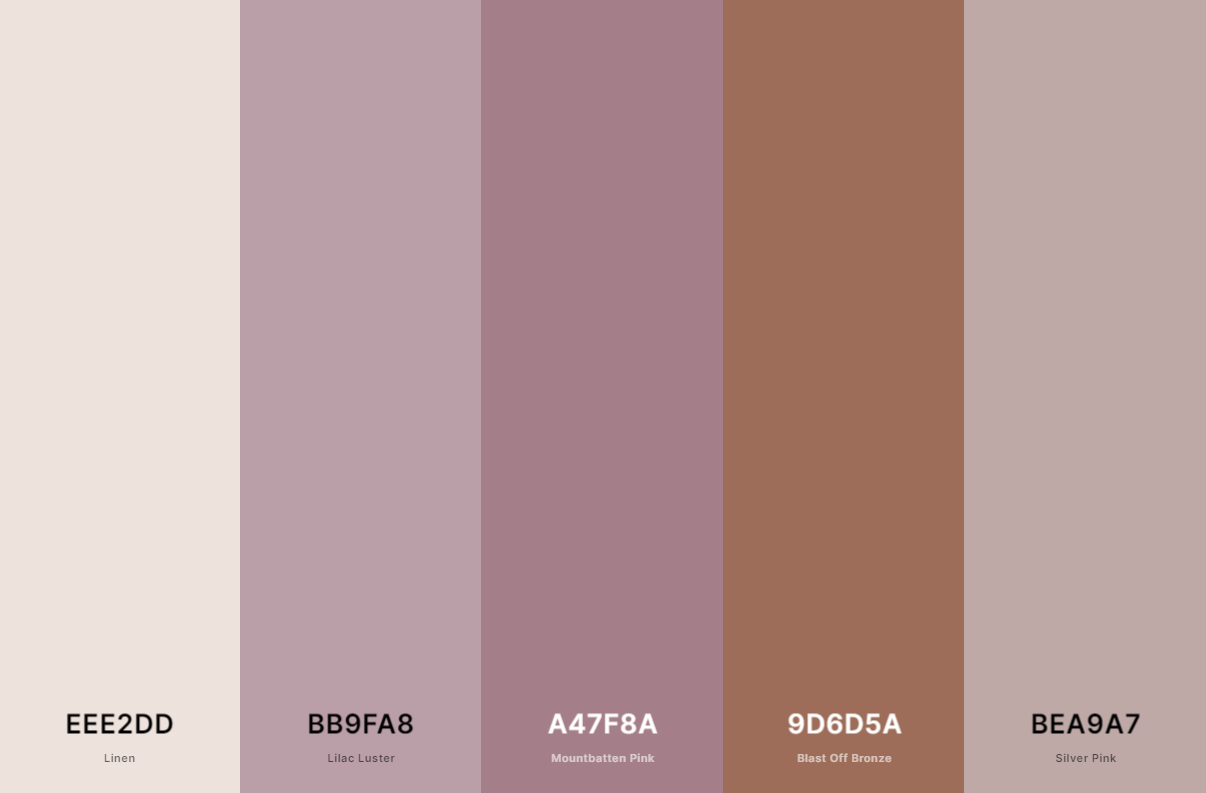 EEE2DD
Linen
BB9FA8
Lilac Luster
A47F8A
Mountbatten Pink
9D6D5A
Blast Off Bronze
BEA9A7
Silver Pink